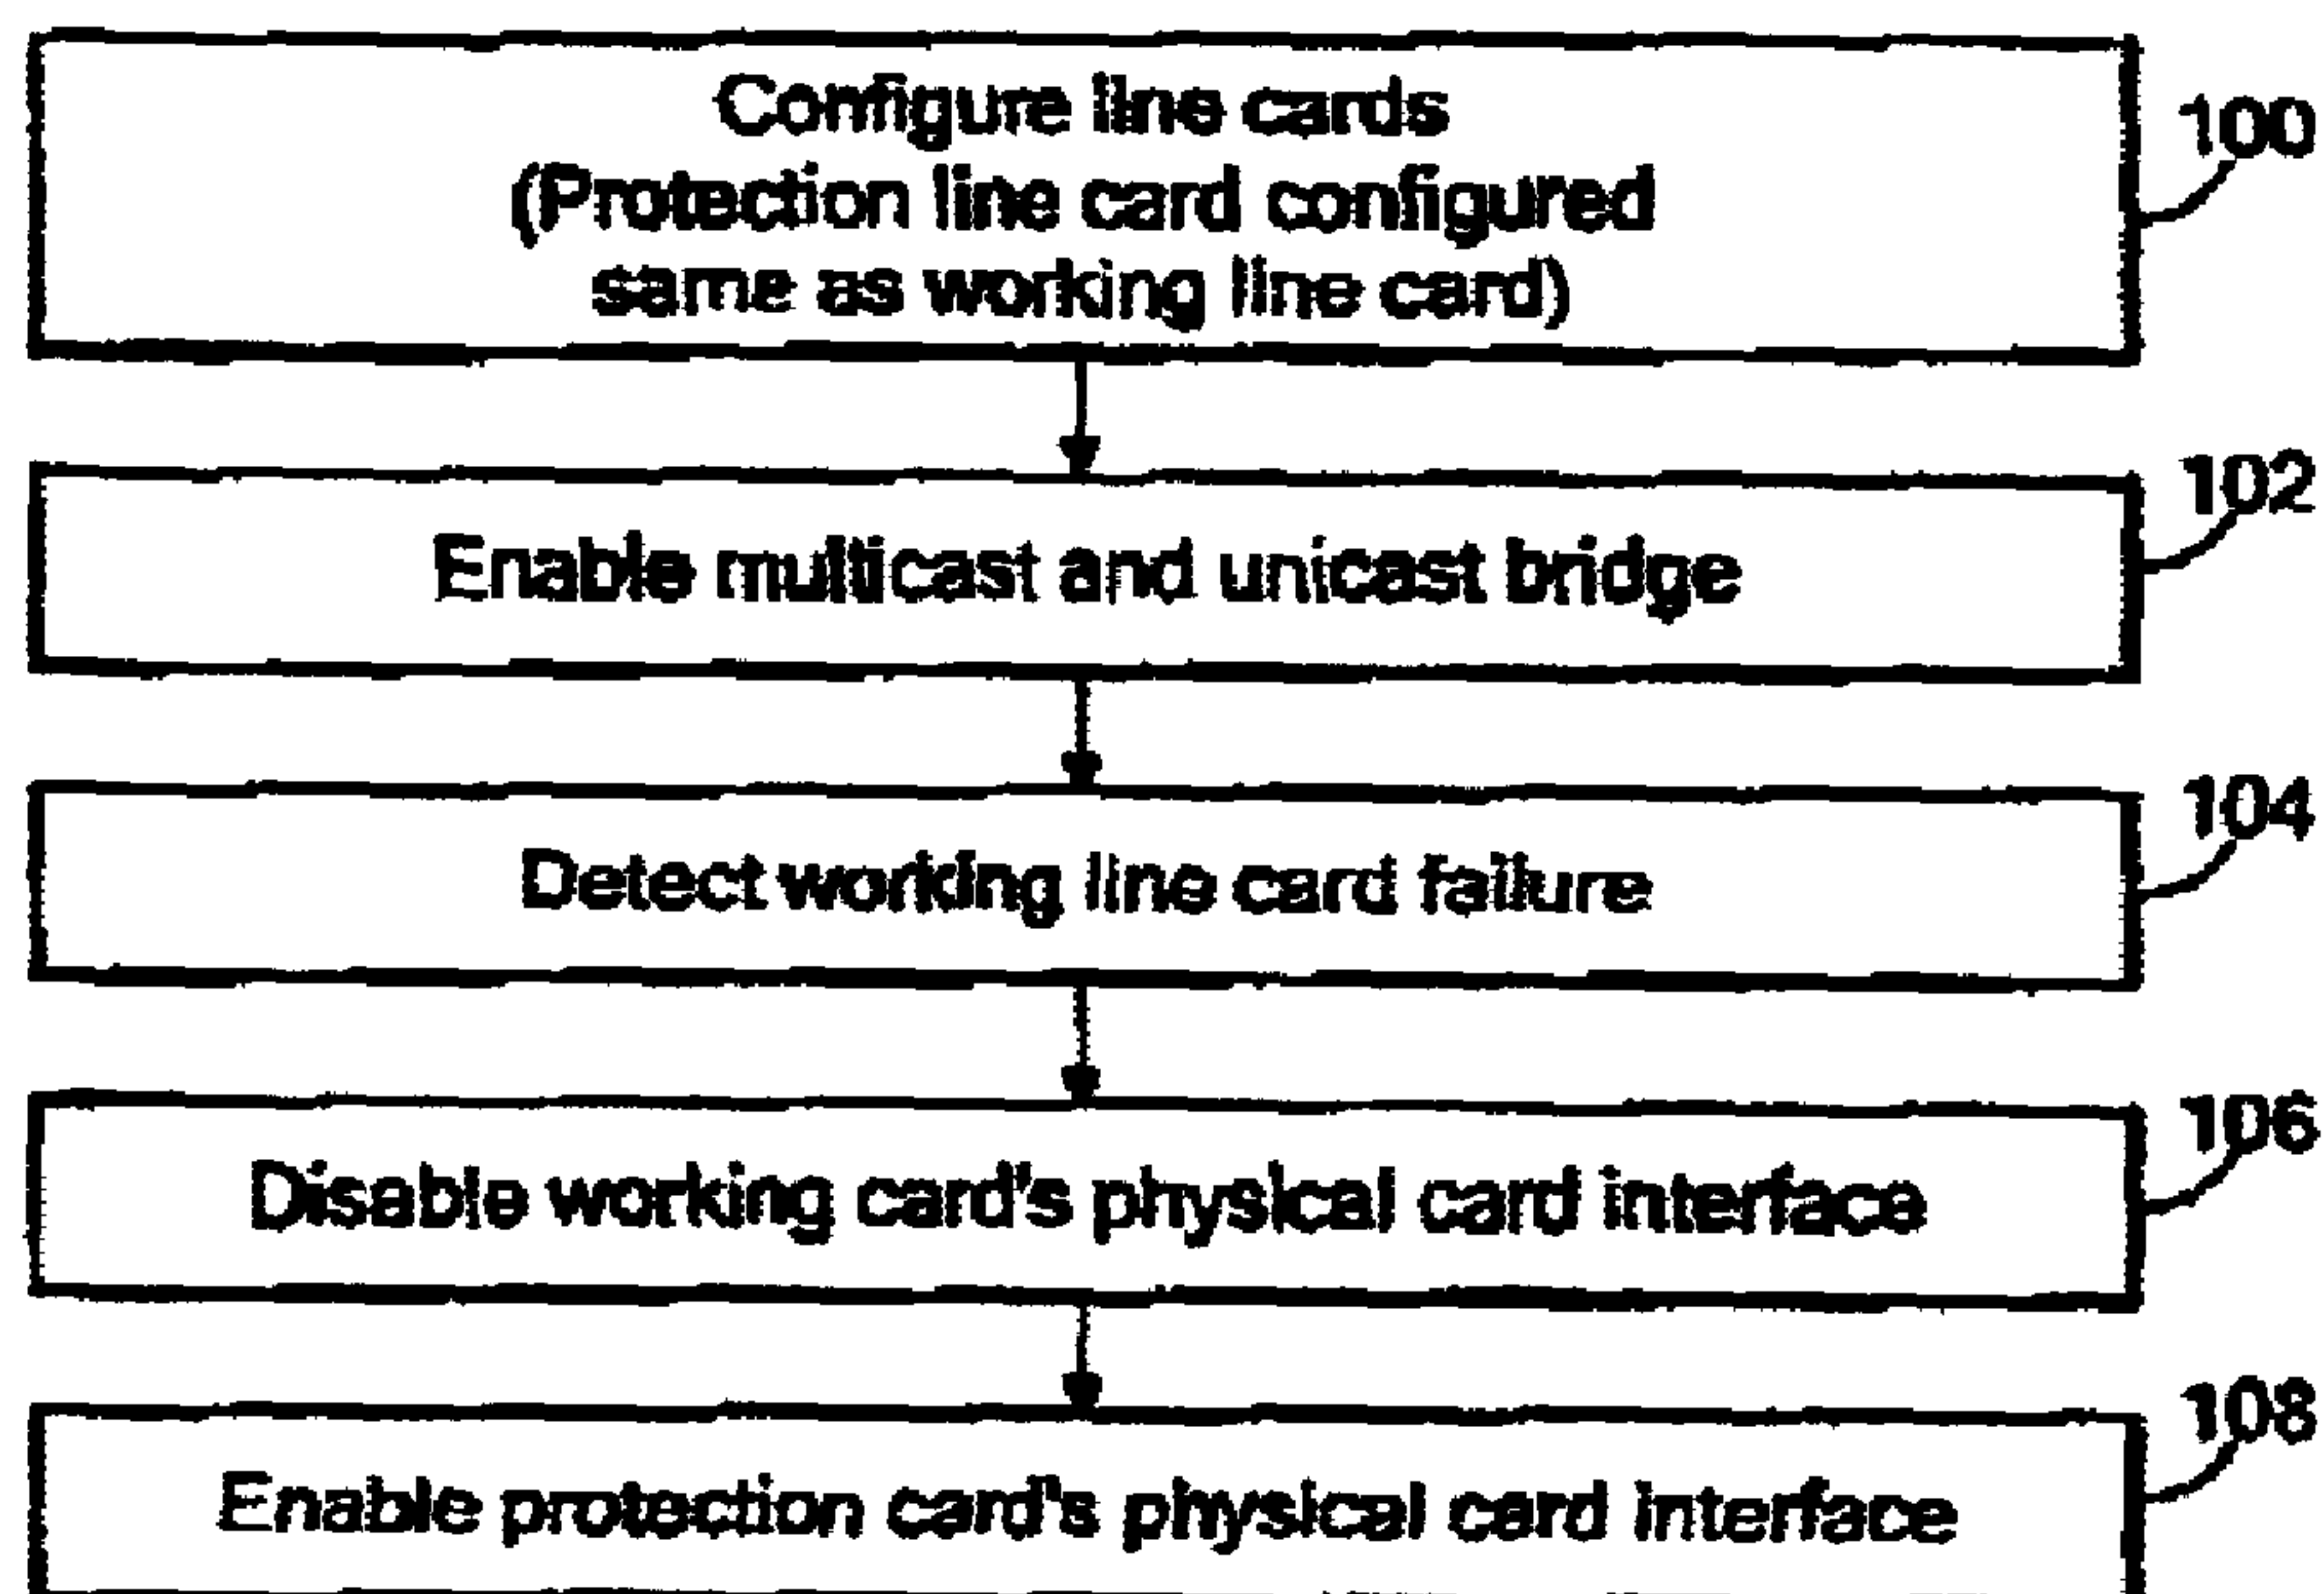 Configure line cards
(Protection line card configured
same as working line card)
100
Enable multicast and unicast bridge
102
Detect working line card failure
104
Disable working card's physical card interface
106
Enable protection card's physical card interface
108